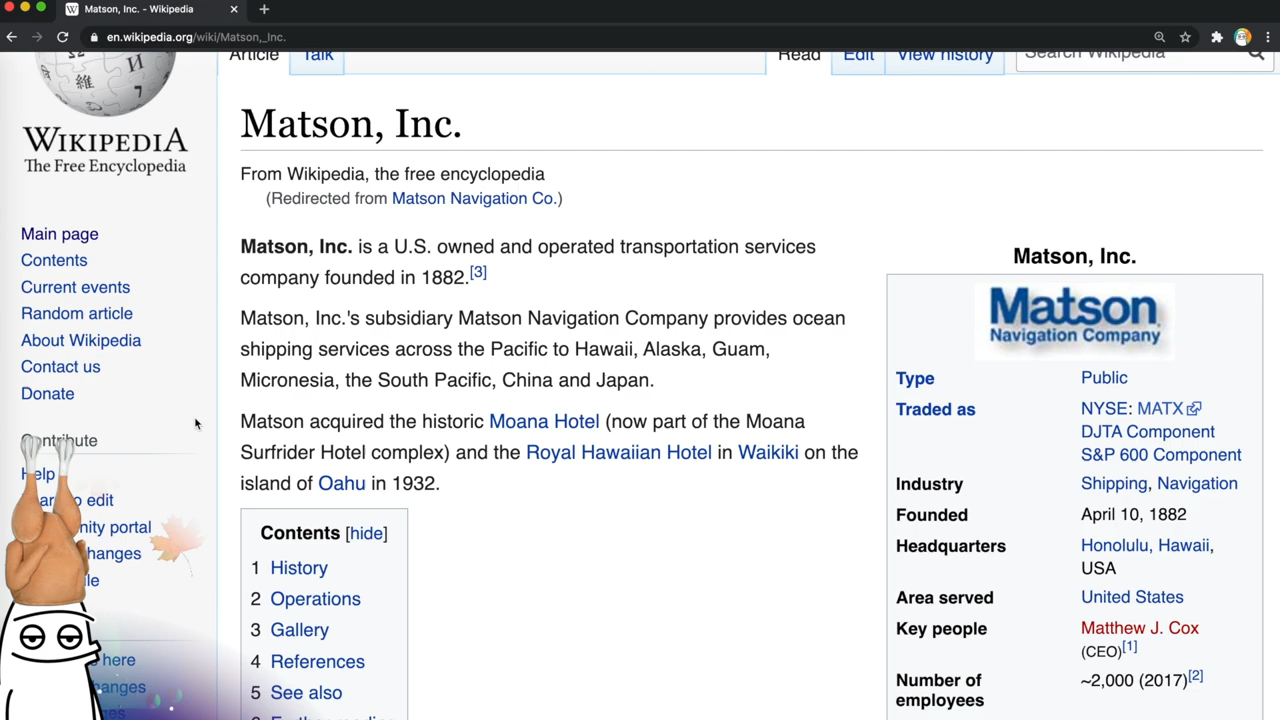 Matson, Inc. - Wikipedia
en.wikipedia.org/wiki/Matson,_Inc.
Article Talk Read Edit View history Search Wikipedia
WIKIPEDIA
The Free Encyclopedia
Main page
Contents
Current events
Random article
About Wikipedia
Contact us
Donate
Contribute
Help
to edit
portal
hanges
here
hanges
Matson, Inc.
From Wikipedia, the free encyclopedia
(Redirected from Matson Navigation Co.)
Matson, Inc. is a U.S. owned and operated transportation services
company founded in 1882.[3]
Matson, Inc.'s subsidiary Matson Navigation Company provides ocean
shipping services across the Pacific to Hawaii, Alaska, Guam,
Micronesia, the South Pacific, China and Japan.
Matson acquired the historic Moana Hotel (now part of the Moana
Surfrider Hotel complex) and the Royal Hawaiian Hotel in Waikiki on the
island of Oahu in 1932.
Contents [hide]
1 History
2 Operations
3 Gallery
4 References
5 See also
Matson, Inc.
Matson
Navigation Company
Type Public
Traded as NYSE: MATX
DJTA Component
S&P 600 Component
Industry Shipping, Navigation
Founded April 10, 1882
Headquarters Honolulu, Hawaii,
USA
Area served United States
Key people Matthew J. Cox
(CEO)[1]
Number of employees ~2,000 (2017)[2]